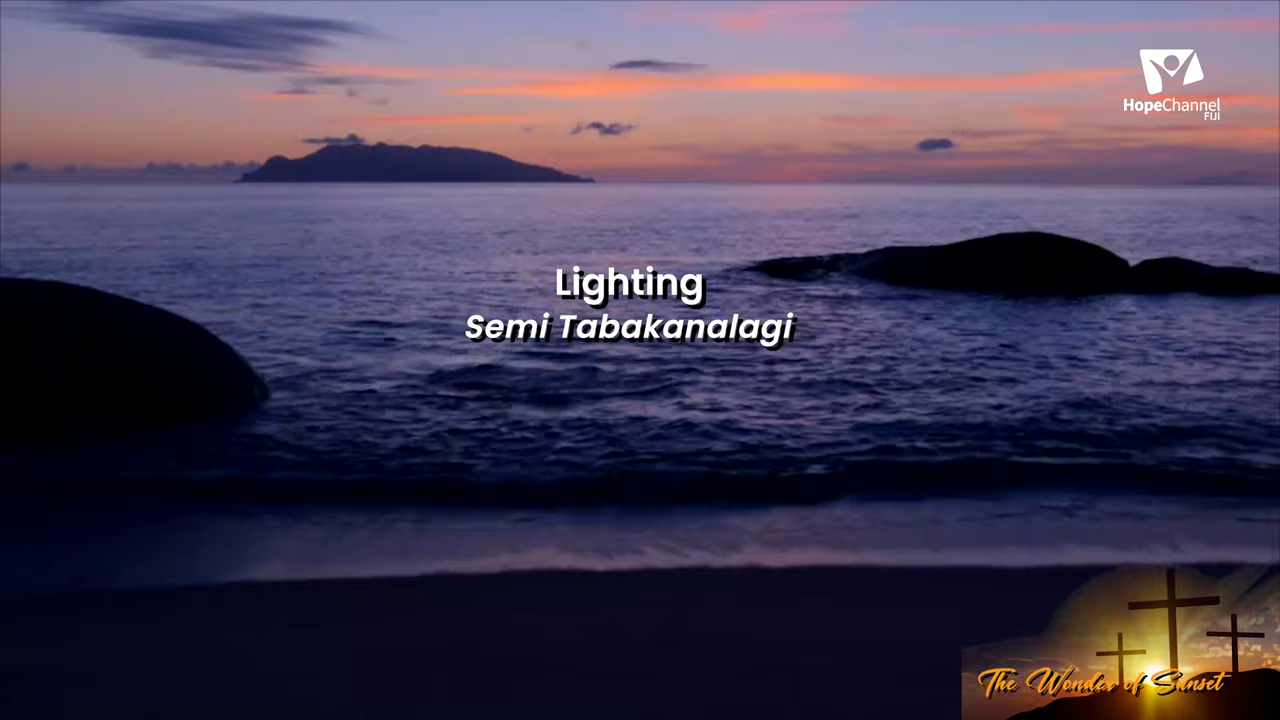 HopeChannel
FIJI
Lighting
Semi Tabakanalagi
The Wonder of Sunset